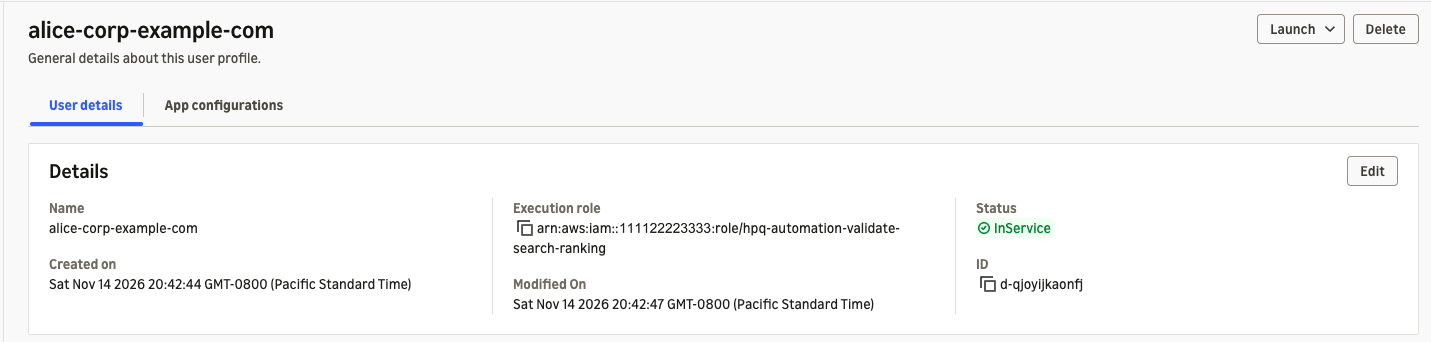 alice-corp-example-com
General details about this user profile.
Launch
Delete
User details
App configurations
Details
Edit
Name
alice-corp-example-com
Created on
Sat Nov 14 2026 20:42:44 GMT-0800 (Pacific Standard Time)
Execution role
arn:aws:iam::111122223333:role/hpq-automation-validate-
search-ranking
Modified On
Sat Nov 14 2026 20:42:47 GMT-0800 (Pacific Standard Time)
Status
InService
ID
d-qjoyijkaonfj